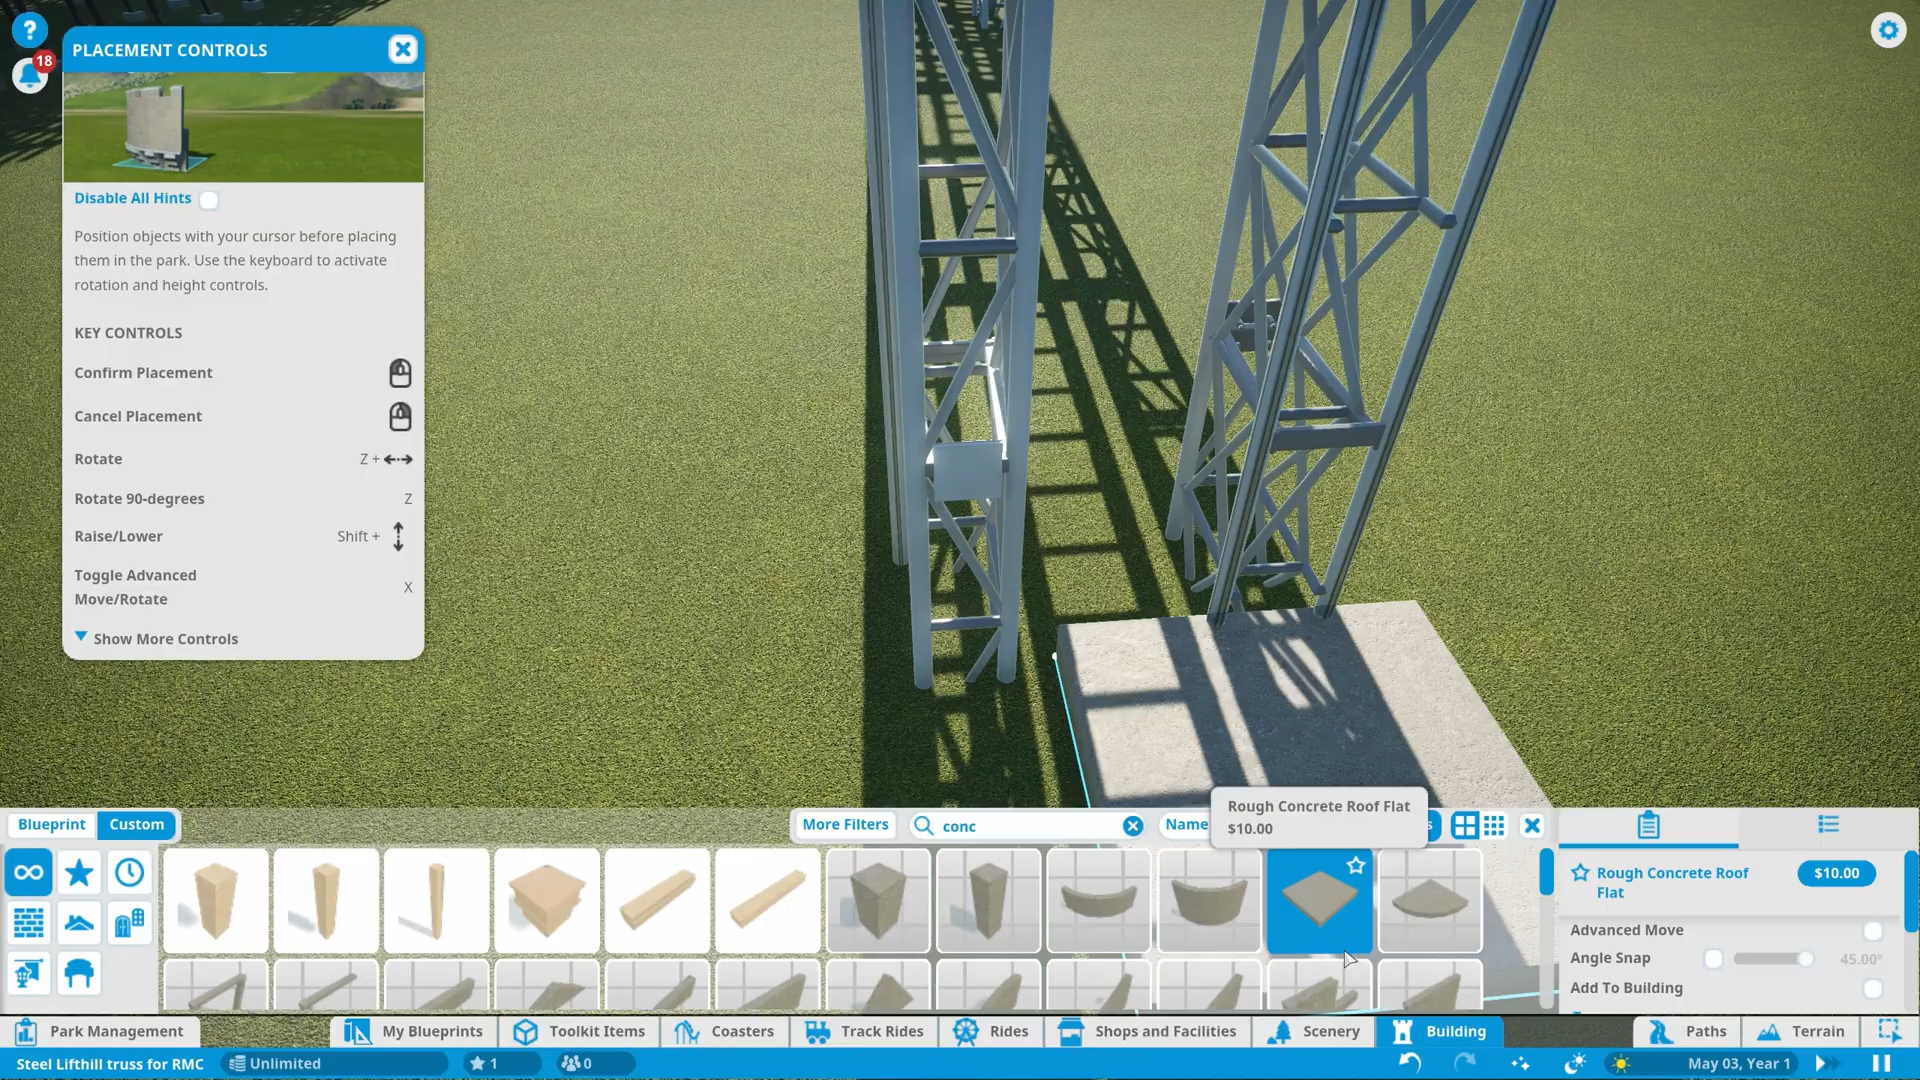 ?
18
PLACEMENT CONTROLS
Disable All Hints
Position objects with your cursor before placing
them in the park. Use the keyboard to activate
rotation and height controls.
KEY CONTROLS
Confirm Placement
Cancel Placement
Rotate Z +
Rotate 90-degrees Z
Raise/Lower Shift +
Toggle Advanced
Move/Rotate X
Show More Controls
Rough Concrete Roof Flat
$10.00
Blueprint Custom More Filters conc Name s
Rough Concrete Roof
Flat
$10.00
Advanced Move
Angle Snap 45.00°
Add To Building
Park Management My Blueprints Toolkit Items Coasters Track Rides Rides Shops and Facilities Scenery Building Paths Terrain
Steel Lifthill truss for RMC Unlimited 1 0 May 03, Year 1